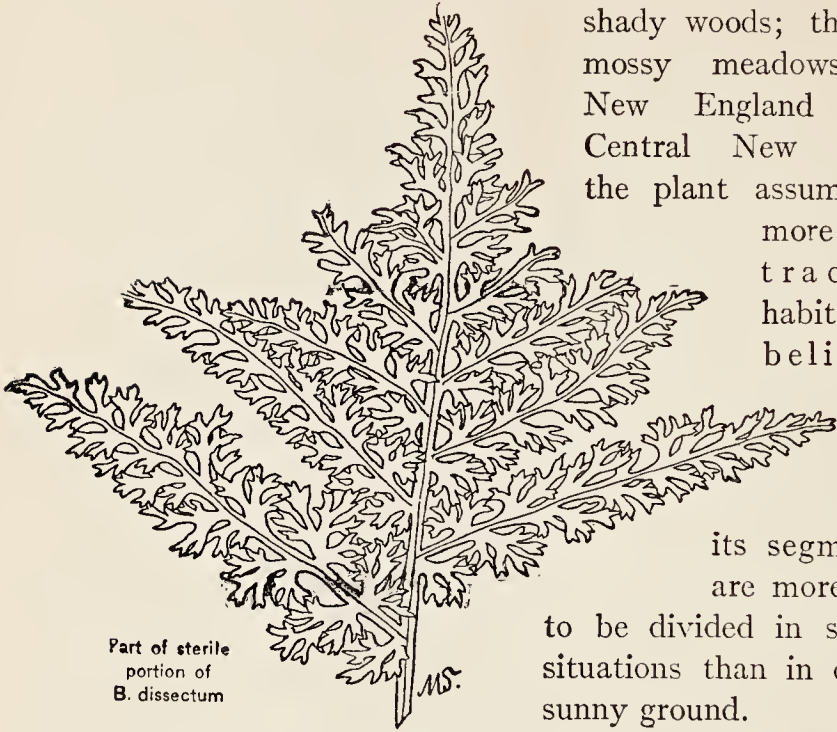 shady woods; th
mossy meadows
New England
Central New
the plant assum
more
trac
habit
beli
its segm
are more
to be divided in s
situations than in
sunny ground.
Part of sterile
portion of
B. dissectum
MS.